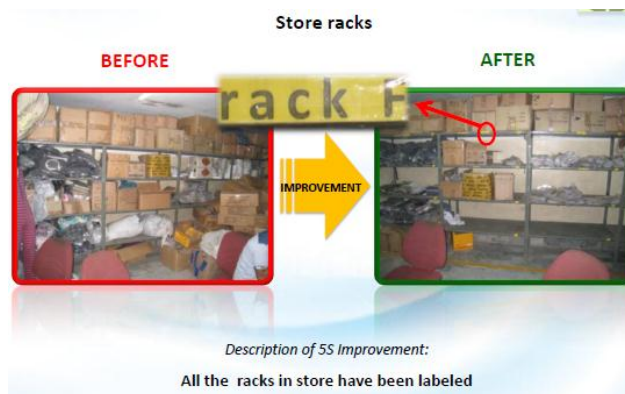 Store racks
BEFORE
AFTER
rack F
IMPROVEMENT
Description of 5S Improvement:
All the racks in store have been labeled